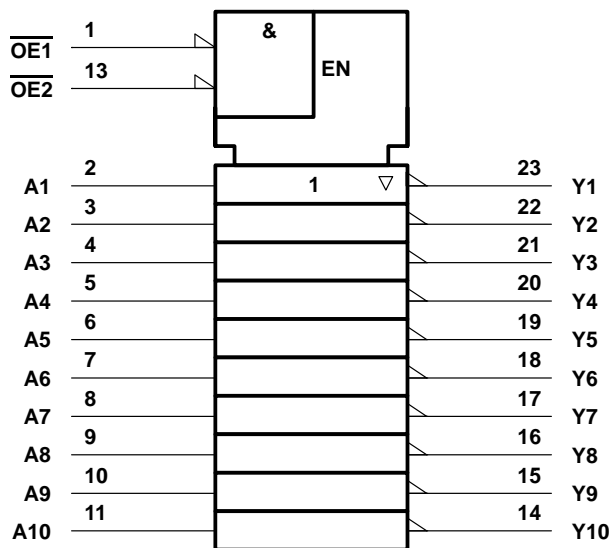 &
EN
OE1 1
OE2 13
A1 2 1 ▽ 23 Y1
A2 3 22 Y2
A3 4 21 Y3
A4 5 20 Y4
A5 6 19 Y5
A6 7 18 Y6
A7 8 17 Y7
A8 9 16 Y8
A9 10 15 Y9
A10 11 14 Y10